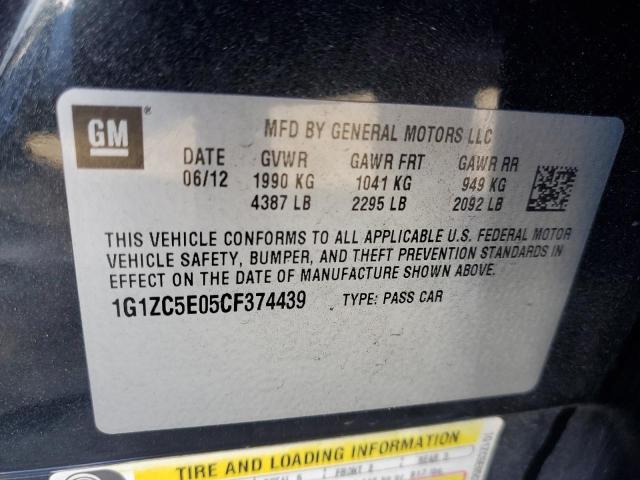 GM ®
MFD BY GENERAL MOTORS LLC
DATE GVWR GAWR FRT GAWR RR
06/12 1990 KG 1041 KG 949 KG
4387 LB 2295 LB 2092 LB
THIS VEHICLE CONFORMS TO ALL APPLICABLE U.S. FEDERAL MOTOR
VEHICLE SAFETY, BUMPER, AND THEFT PREVENTION STANDARDS IN
EFFECT ON THE DATE OF MANUFACTURE SHOWN ABOVE.
1G1ZC5E05CF374439 TYPE: PASS CAR
TIRE AND LOADING INFORMATION